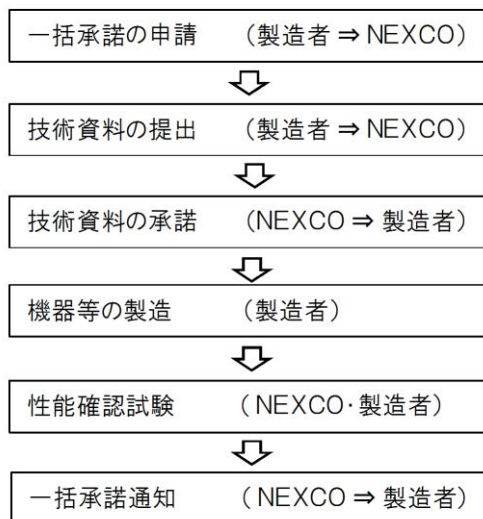 一括承諾の申請　（製造者 ⇒ NEXCO）
技術資料の提出　（製造者 ⇒ NEXCO）
技術資料の承諾　（NEXCO ⇒ 製造者）
機器等の製造　（製造者）
性能確認試験　（NEXCO･製造者）
一括承諾通知　（NEXCO ⇒ 製造者）